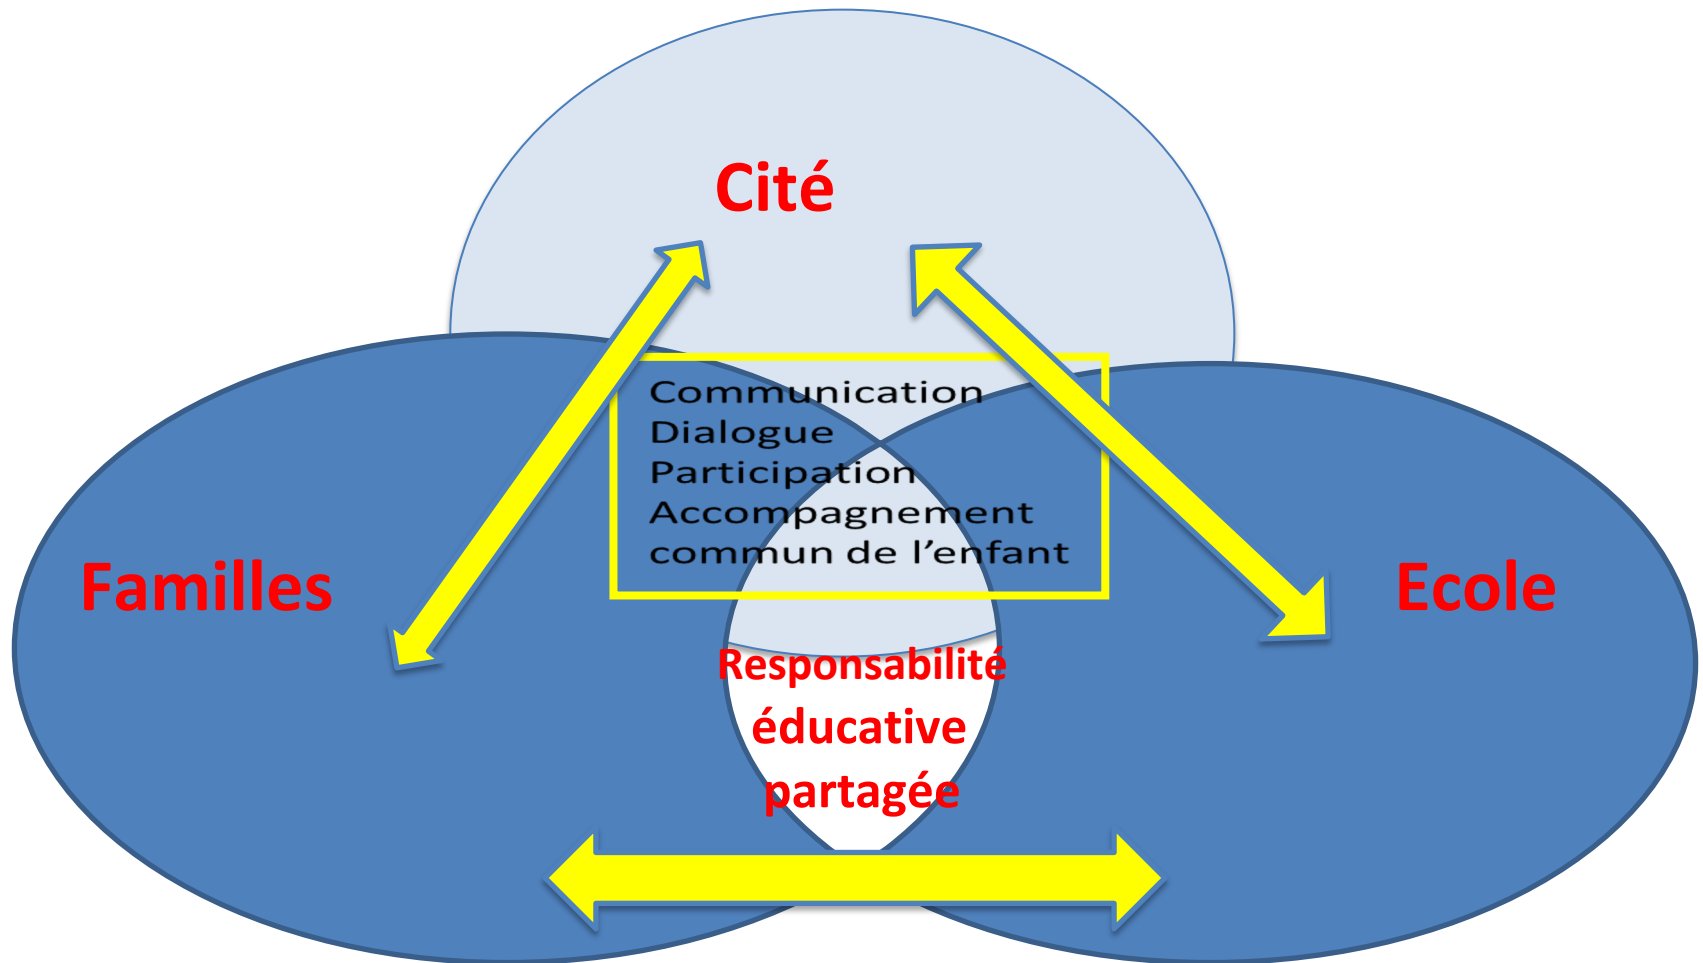 Cité
Communication
Dialogue
Participation
Accompagnement
commun de l’enfant
Familles
Ecole
Responsabilité
éducative
partagée